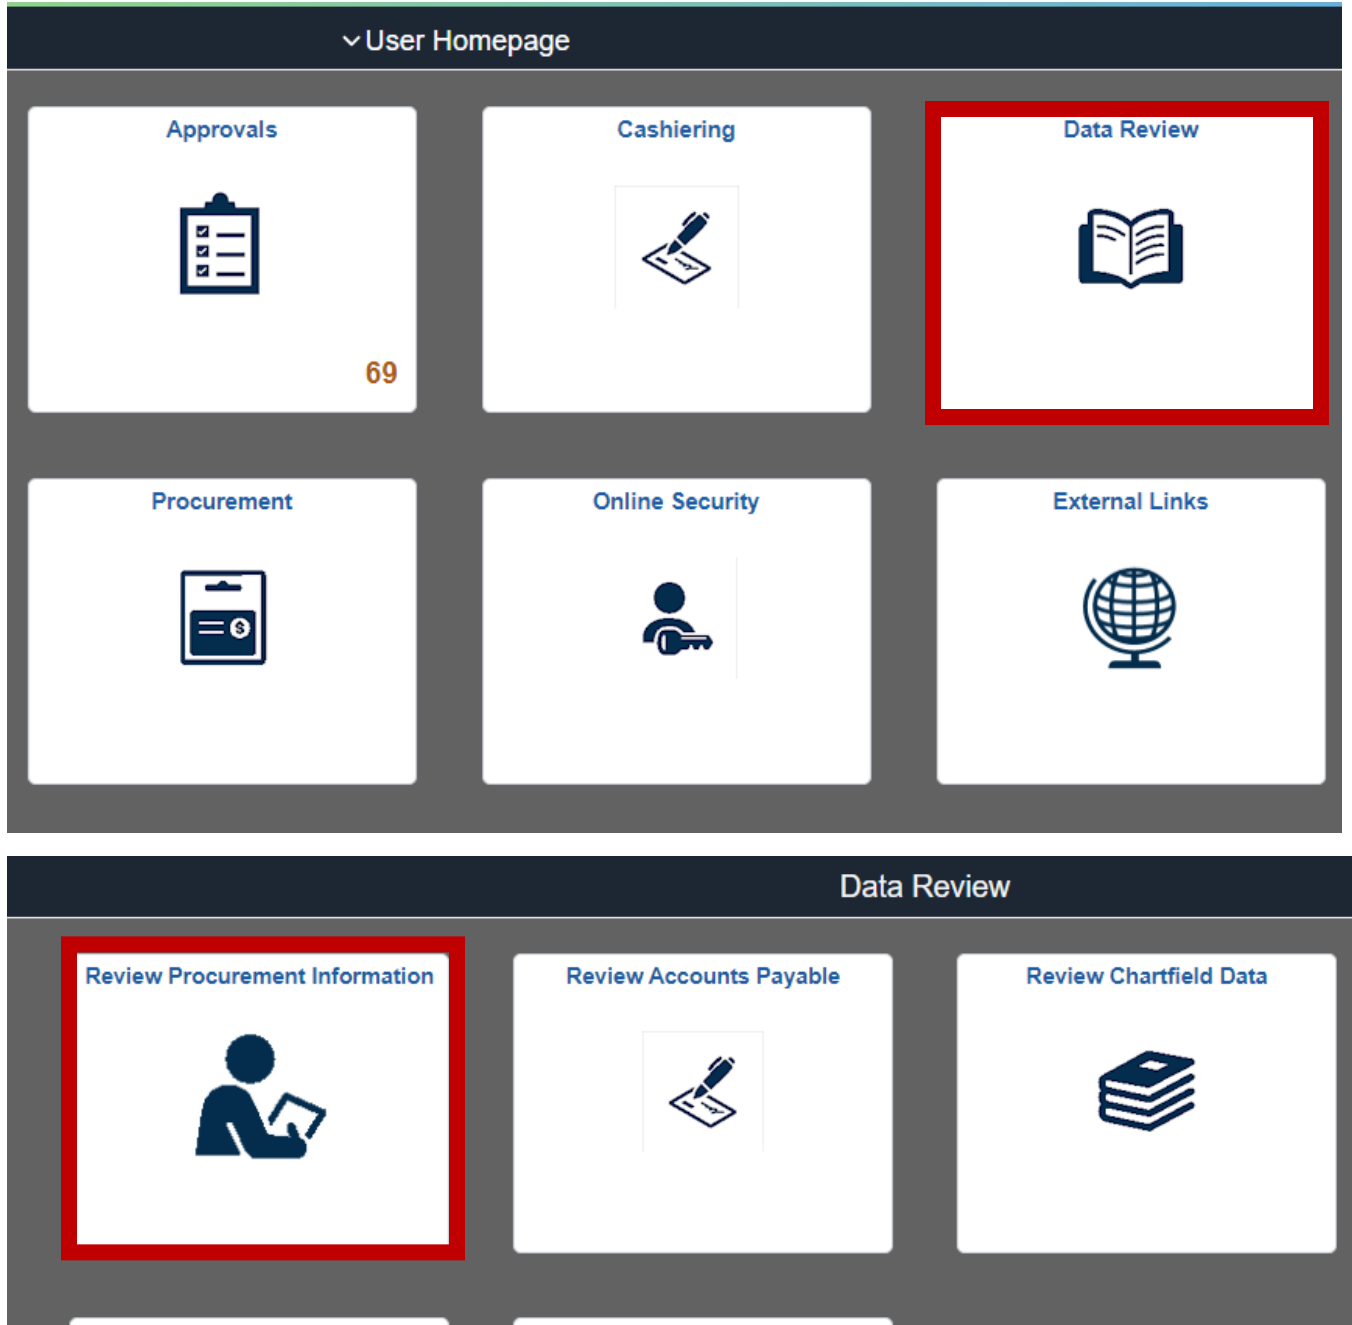 User Homepage
Approvals
Cashiering
Data Review
69
Procurement
Online Security
External Links
Data Review
Review Procurement Information
Review Accounts Payable
Review Chartfield Data